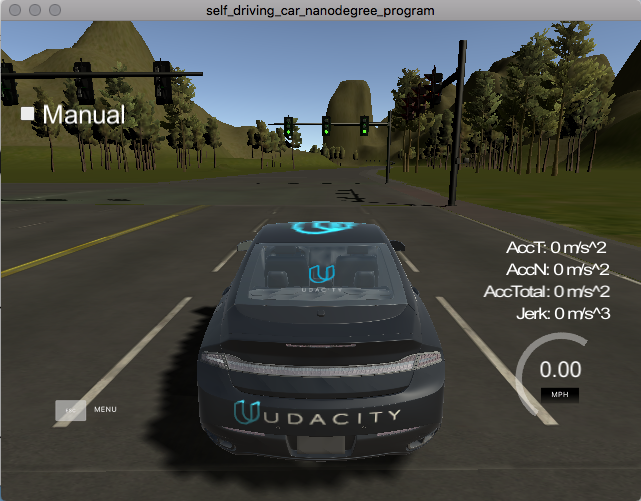 self_driving_car_nanodegree_program
Manual
AccT: 0 m/s^2
AccN: 0 m/s^2
AccTotal: 0 m/s^2
Jerk: 0 m/s^3
0.00
MPH
MENU
UDACITY
UDACITY